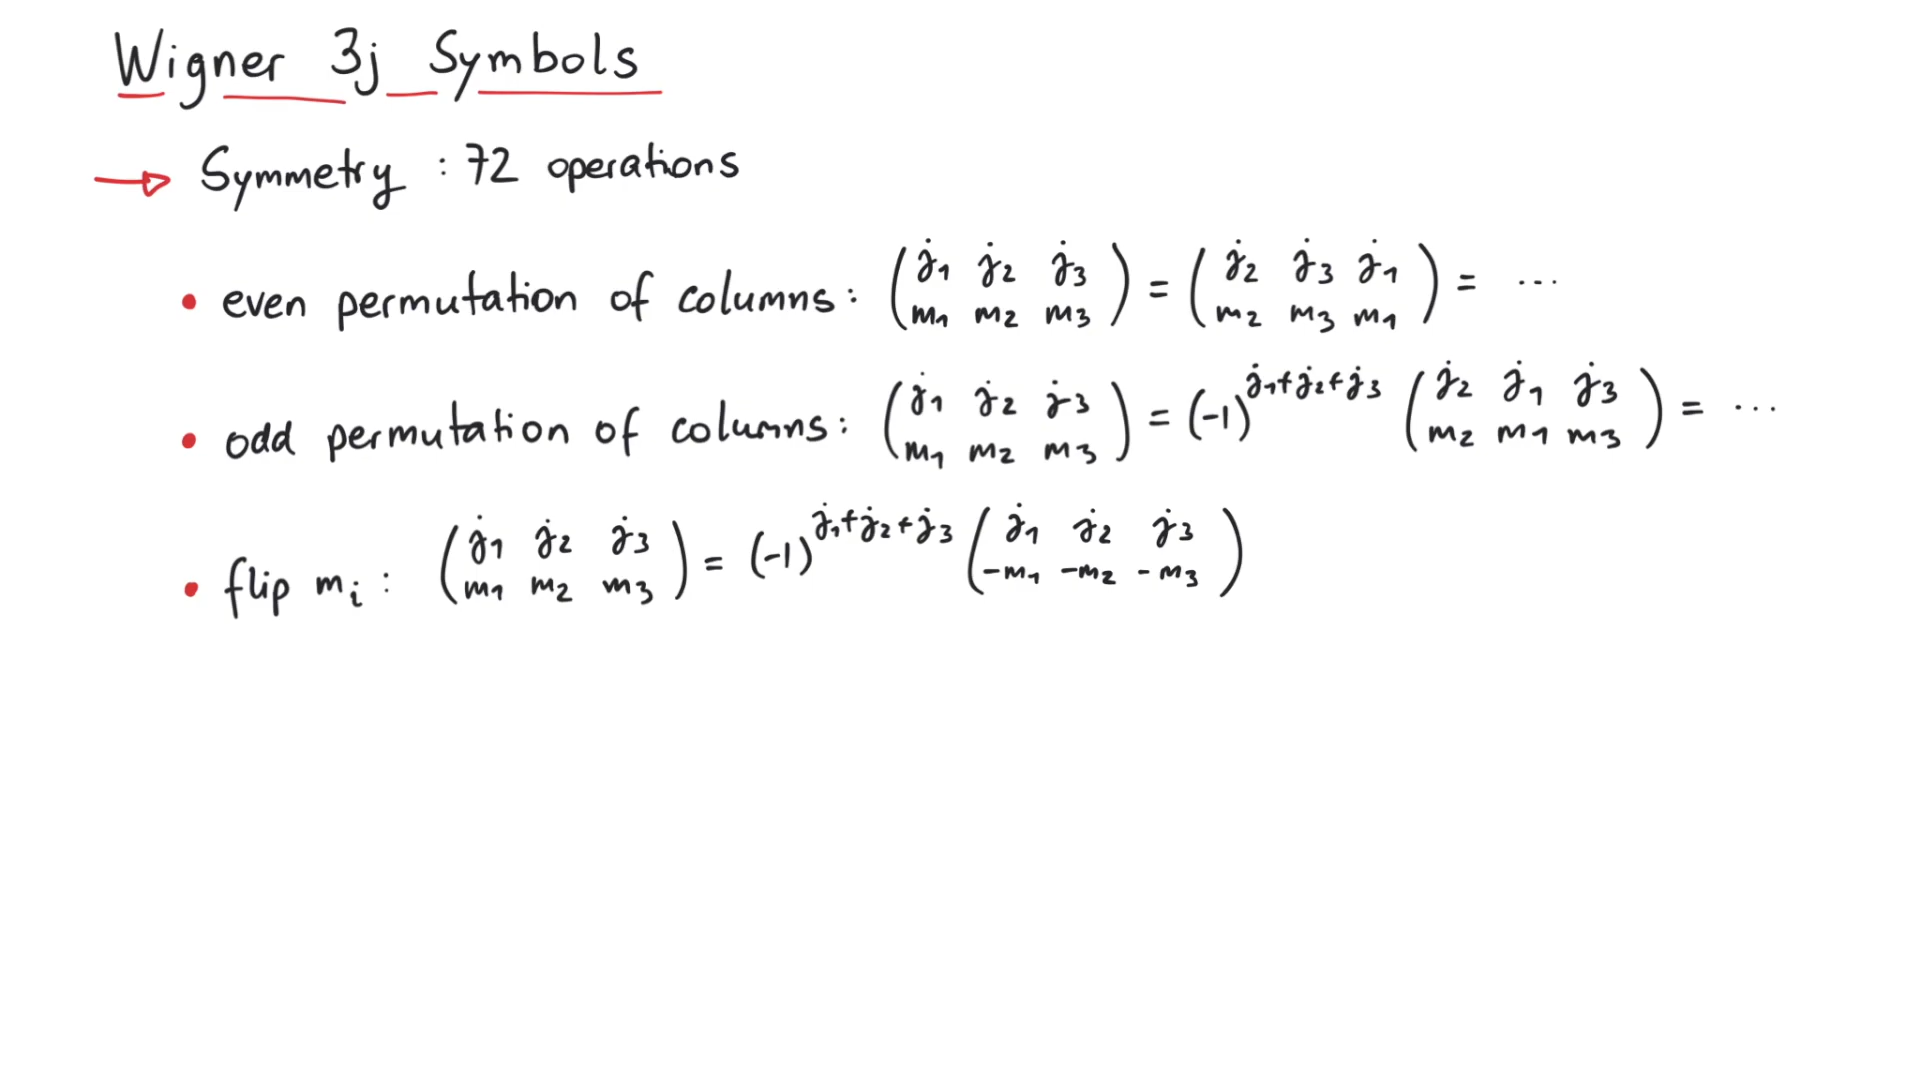 Wigner 3j Symbols
→ Symmetry : 72 operations
• even permutation of columns: (j₁ j₂ j₃ / m₁ m₂ m₃) = (j₂ j₃ j₁ / m₂ m₃ m₁) = ...
• odd permutation of columns: (j₁ j₂ j₃ / m₁ m₂ m₃) = (-1)^(j₁+j₂+j₃) (j₂ j₁ j₃ / m₂ m₁ m₃) = ...
• flip mᵢ : (j₁ j₂ j₃ / m₁ m₂ m₃) = (-1)^(j₁+j₂+j₃) (j₁ j₂ j₃ / -m₁ -m₂ -m₃)